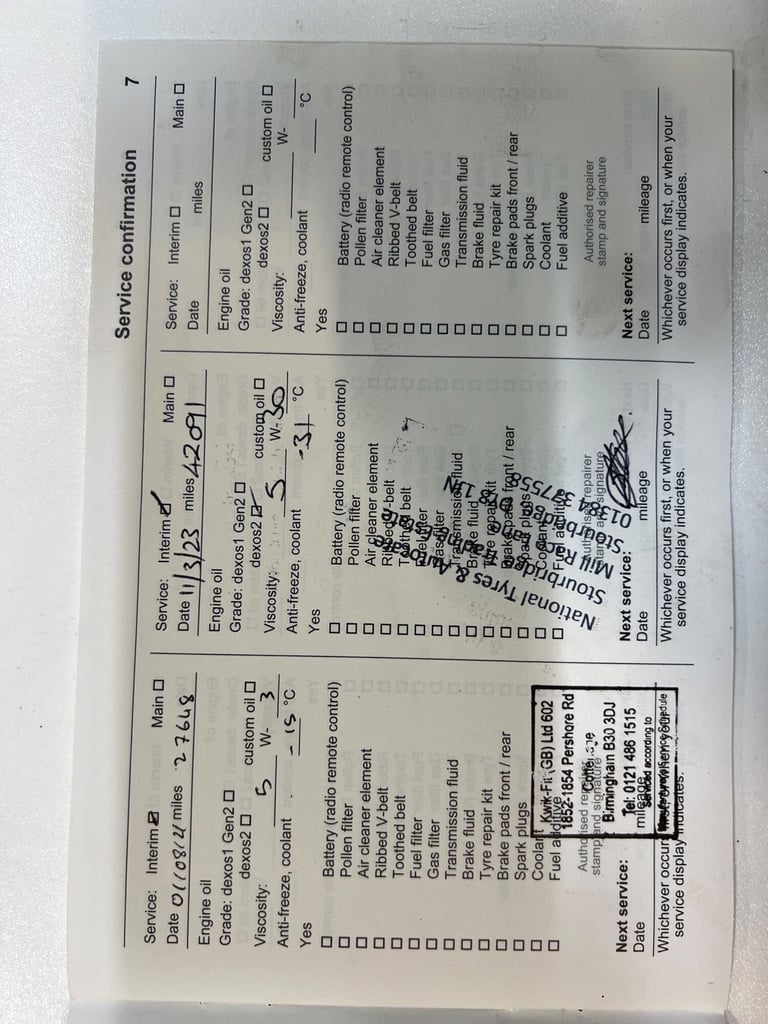 Service confirmation 7
Service: Interim ☑ Main ☐
Date 01/08/21 miles 27648
Engine oil
Grade: dexos1 Gen2 ☐
dexos2 ☐ custom oil ☐
Viscosity: 5 W- 3
Anti-freeze, coolant -15 °C
Yes
☐ Battery (radio remote control)
☐ Pollen filter
☐ Air cleaner element
☐ Ribbed V-belt
☐ Toothed belt
☐ Fuel filter
☐ Gas filter
☐ Transmission fluid
☐ Brake fluid
☐ Tyre repair kit
☐ Brake pads front / rear
☐ Spark plugs
☐ Coolant
☐ Fuel additive
Kwik-Fit (GB) Ltd 602
1852-1854 Pershore Rd
Birmingham B30 3DJ
Tel: 0121 486 1515
Serviced according to
Authorised repairer
stamp and signature
Next service:
Date mileage
Whichever occurs first, or when your
service display indicates.
Service: Interim ☑ Main ☐
Date 11/3/23 miles 42091
Engine oil
Grade: dexos1 Gen2 ☐
dexos2 ☑ custom oil ☐
Viscosity: 5 W- 30
Anti-freeze, coolant -31 °C
Yes
☐ Battery (radio remote control)
☐ Pollen filter
☐ Air cleaner element
☐ Ribbed V-belt
☐ Toothed belt
☐ Fuel filter
☐ Gas filter
☐ Transmission fluid
☐ Brake fluid
☐ Tyre repair kit
☐ Brake pads front / rear
☐ Spark plugs
☐ Coolant
☐ Fuel additive
National Tyres & Autocare
Stourbridge
Mill Race Trading Estate
Stourbridge
01384 377558
Authorised repairer
stamp and signature
Next service:
Date mileage
Whichever occurs first, or when your
service display indicates.
Service: Interim ☐ Main ☐
Date miles
Engine oil
Grade: dexos1 Gen2 ☐
dexos2 ☐ custom oil ☐
Viscosity: W-
Anti-freeze, coolant °C
Yes
☐ Battery (radio remote control)
☐ Pollen filter
☐ Air cleaner element
☐ Ribbed V-belt
☐ Toothed belt
☐ Fuel filter
☐ Gas filter
☐ Transmission fluid
☐ Brake fluid
☐ Tyre repair kit
☐ Brake pads front / rear
☐ Spark plugs
☐ Coolant
☐ Fuel additive
Authorised repairer
stamp and signature
Next service:
Date mileage
Whichever occurs first, or when your
service display indicates.